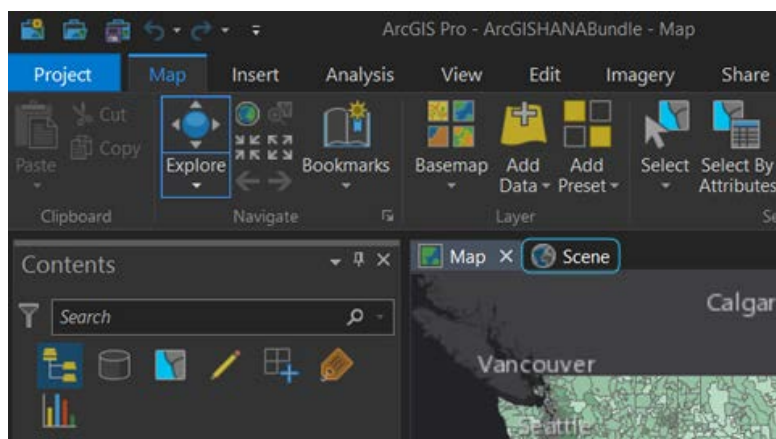 ArcGIS Pro - ArcGISHANABundle - Map
Project Map Insert Analysis View Edit Imagery Share
Cut
Copy
Paste
Explore
Bookmarks
Basemap
Add Data
Add Preset
Select
Select By Attributes
Clipboard
Navigate
Layer
Contents
Map
Scene
Search
Vancouver
Seattle